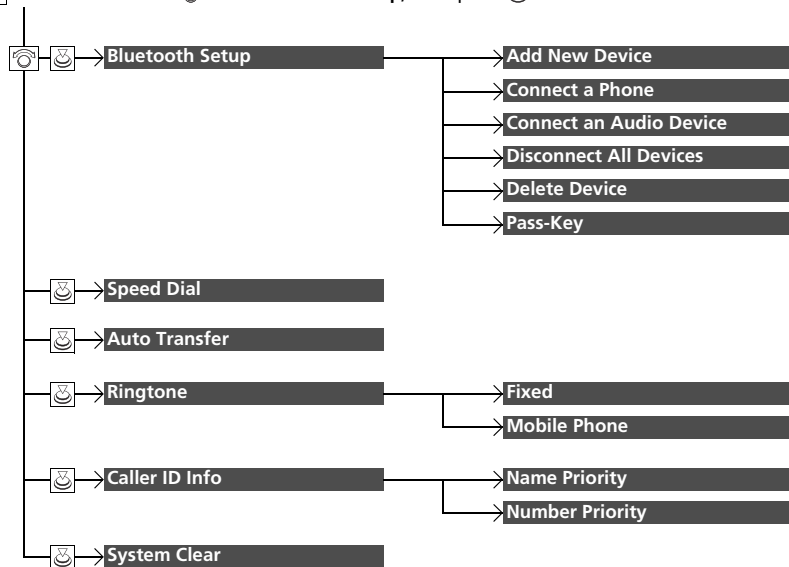 Bluetooth Setup
Add New Device
Connect a Phone
Connect an Audio Device
Disconnect All Devices
Delete Device
Pass-Key
Speed Dial
Auto Transfer
Ringtone
Fixed
Mobile Phone
Caller ID Info
Name Priority
Number Priority
System Clear